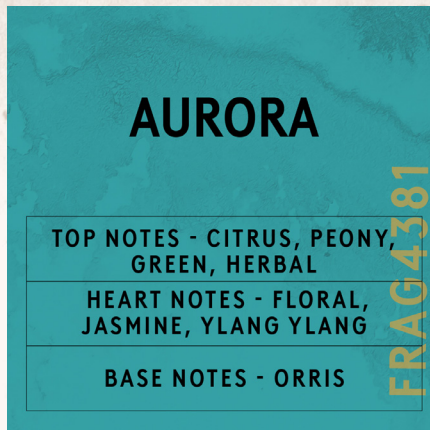 AURORA
TOP NOTES - CITRUS, PEONY,
GREEN, HERBAL
HEART NOTES - FLORAL,
JASMINE, YLANG YLANG
BASE NOTES - ORRIS
FRAG4381